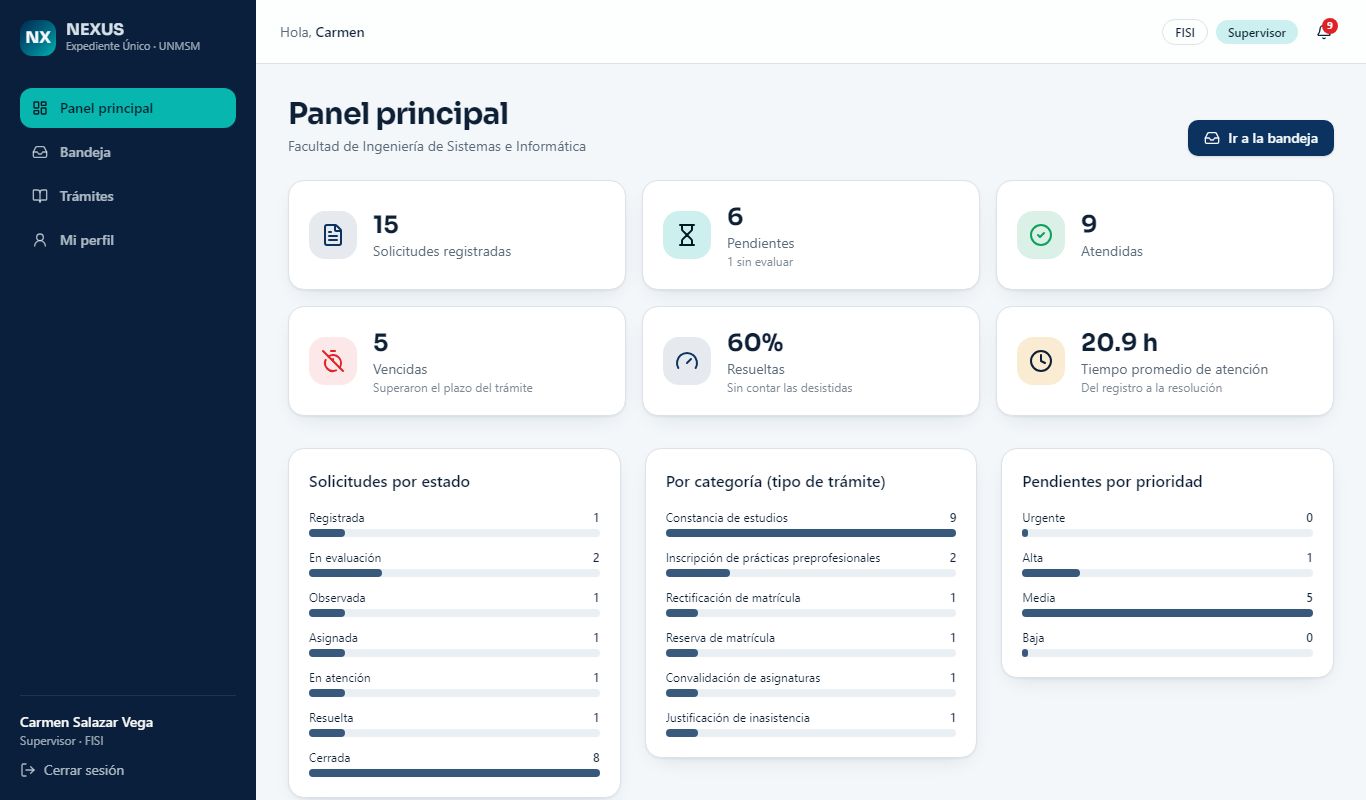 NX
NEXUS
Expediente Único · UNMSM
Panel principal
Bandeja
Trámites
Mi perfil
Carmen Salazar Vega
Supervisor · FISI
Cerrar sesión
Hola, Carmen
FISI
Supervisor
9
Panel principal
Facultad de Ingeniería de Sistemas e Informática
Ir a la bandeja
15
Solicitudes registradas
6
Pendientes
1 sin evaluar
9
Atendidas
5
Vencidas
Superaron el plazo del trámite
60%
Resueltas
Sin contar las desistidas
20.9 h
Tiempo promedio de atención
Del registro a la resolución
Solicitudes por estado
Registrada 1
En evaluación 2
Observada 1
Asignada 1
En atención 1
Resuelta 1
Cerrada 8
Por categoría (tipo de trámite)
Constancia de estudios 9
Inscripción de prácticas preprofesionales 2
Rectificación de matrícula 1
Reserva de matrícula 1
Convalidación de asignaturas 1
Justificación de inasistencia 1
Pendientes por prioridad
Urgente 0
Alta 1
Media 5
Baja 0